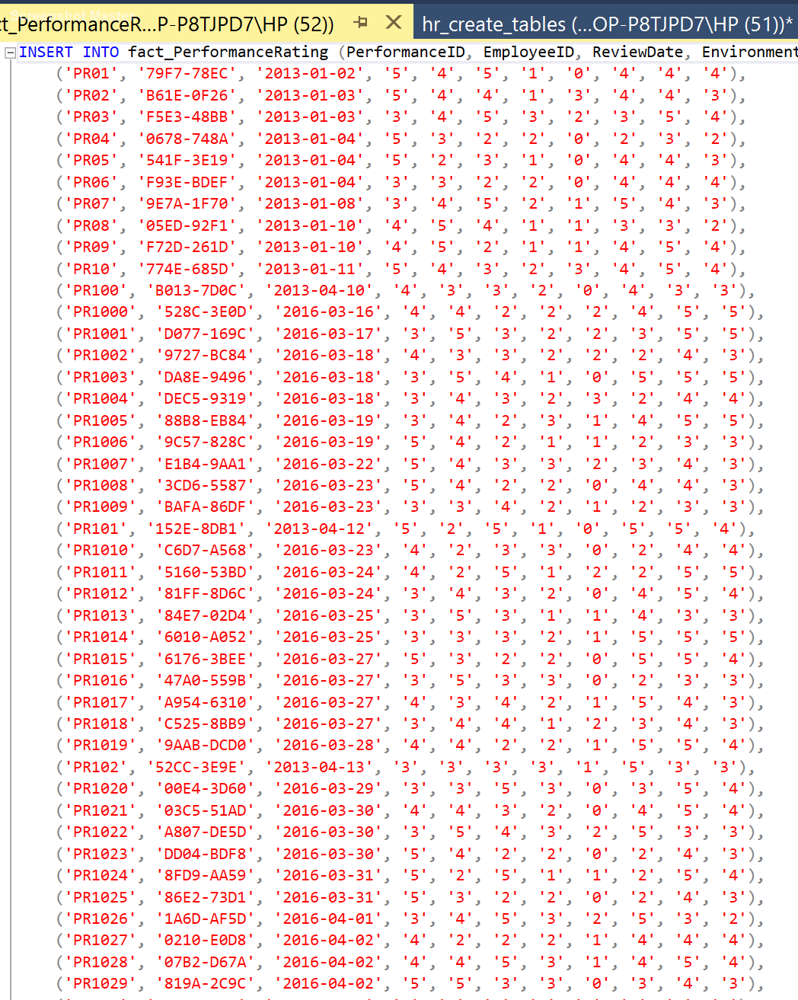 ct_PerformanceR...P-P8TJPD7\HP (52))
hr_create_tables (...OP-P8TJPD7\HP (51))*
INSERT INTO fact_PerformanceRating (PerformanceID, EmployeeID, ReviewDate, Environment
('PR01', '79F7-78EC', '2013-01-02', '5', '4', '5', '1', '0', '4', '4', '4'),
('PR02', 'B61E-0F26', '2013-01-03', '5', '4', '4', '1', '3', '4', '4', '3'),
('PR03', 'F5E3-48BB', '2013-01-03', '3', '4', '5', '3', '2', '3', '5', '4'),
('PR04', '0678-748A', '2013-01-04', '5', '3', '2', '2', '0', '2', '3', '2'),
('PR05', '541F-3E19', '2013-01-04', '5', '2', '3', '1', '0', '4', '4', '3'),
('PR06', 'F93E-BDEF', '2013-01-04', '3', '3', '2', '2', '0', '4', '4', '4'),
('PR07', '9E7A-1F70', '2013-01-08', '3', '4', '5', '2', '1', '5', '4', '3'),
('PR08', '05ED-92F1', '2013-01-10', '4', '5', '4', '1', '1', '3', '3', '2'),
('PR09', 'F72D-261D', '2013-01-10', '4', '5', '2', '1', '1', '4', '5', '4'),
('PR10', '774E-685D', '2013-01-11', '5', '4', '3', '2', '3', '4', '5', '4'),
('PR100', 'B013-7D0C', '2013-04-10', '4', '3', '3', '2', '0', '4', '3', '3'),
('PR1000', '528C-3E0D', '2016-03-16', '4', '4', '2', '2', '2', '4', '5', '5'),
('PR1001', 'D077-169C', '2016-03-17', '3', '5', '3', '2', '2', '3', '5', '5'),
('PR1002', '9727-BC84', '2016-03-18', '4', '3', '3', '2', '2', '2', '4', '3'),
('PR1003', 'DA8E-9496', '2016-03-18', '3', '5', '4', '1', '0', '5', '5', '5'),
('PR1004', 'DEC5-9319', '2016-03-18', '3', '4', '3', '2', '3', '2', '4', '4'),
('PR1005', '88B8-EB84', '2016-03-19', '3', '4', '2', '3', '1', '4', '5', '5'),
('PR1006', '9C57-828C', '2016-03-19', '5', '4', '2', '1', '1', '2', '3', '3'),
('PR1007', 'E1B4-9AA1', '2016-03-22', '5', '4', '3', '3', '2', '3', '4', '3'),
('PR1008', '3CD6-5587', '2016-03-23', '5', '4', '2', '2', '0', '4', '4', '3'),
('PR1009', 'BAFA-86DF', '2016-03-23', '3', '3', '4', '2', '1', '2', '3', '3'),
('PR101', '152E-8DB1', '2013-04-12', '5', '2', '5', '1', '0', '5', '5', '4'),
('PR1010', 'C6D7-A568', '2016-03-23', '4', '2', '3', '3', '0', '2', '4', '4'),
('PR1011', '5160-53BD', '2016-03-24', '4', '2', '5', '1', '2', '2', '5', '5'),
('PR1012', '81FF-8D6C', '2016-03-24', '3', '4', '3', '2', '0', '4', '5', '4'),
('PR1013', '84E7-02D4', '2016-03-25', '3', '5', '3', '1', '1', '4', '3', '3'),
('PR1014', '6010-A052', '2016-03-25', '3', '3', '3', '2', '1', '5', '5', '5'),
('PR1015', '6176-3BEE', '2016-03-27', '5', '3', '2', '2', '0', '5', '5', '4'),
('PR1016', '47A0-559B', '2016-03-27', '3', '5', '3', '3', '0', '2', '3', '3'),
('PR1017', 'A954-6310', '2016-03-27', '4', '3', '4', '2', '1', '5', '4', '3'),
('PR1018', 'C525-8BB9', '2016-03-27', '3', '4', '4', '1', '2', '3', '4', '3'),
('PR1019', '9AAB-DCD0', '2016-03-28', '4', '4', '2', '2', '1', '5', '5', '4'),
('PR102', '52CC-3E9E', '2013-04-13', '3', '3', '3', '3', '1', '5', '3', '3'),
('PR1020', '00E4-3D60', '2016-03-29', '3', '3', '5', '3', '0', '3', '5', '4'),
('PR1021', '03C5-51AD', '2016-03-30', '4', '4', '3', '2', '0', '4', '5', '4'),
('PR1022', 'A807-DE5D', '2016-03-30', '3', '5', '4', '3', '2', '5', '3', '3'),
('PR1023', 'DD04-BDF8', '2016-03-30', '5', '4', '2', '2', '0', '2', '4', '3'),
('PR1024', '8FD9-AA59', '2016-03-31', '5', '2', '5', '1', '1', '2', '5', '4'),
('PR1025', '86E2-73D1', '2016-03-31', '5', '3', '2', '2', '0', '2', '4', '3'),
('PR1026', '1A6D-AF5D', '2016-04-01', '3', '4', '5', '3', '2', '5', '3', '2'),
('PR1027', '0210-E0D8', '2016-04-02', '4', '2', '2', '2', '1', '4', '4', '4'),
('PR1028', '07B2-D67A', '2016-04-02', '4', '4', '5', '3', '1', '4', '5', '4'),
('PR1029', '819A-2C9C', '2016-04-02', '5', '5', '3', '3', '0', '3', '4', '3'),